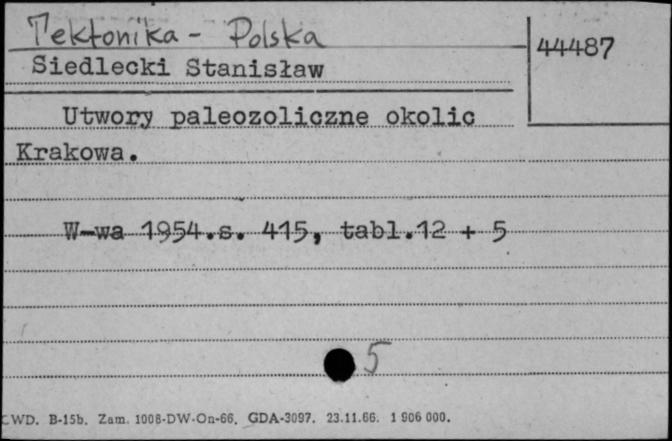 Tektonika - Polska
44487
Siedlecki Stanisław
Utwory paleozoliczne okolic
Krakowa.
W-wa 1954.s. 415, tabl.12 + 5
5
CWD. B-15b. Zam. 1008-DW-On-66. GDA-3097. 23.11.66. 1 906 000.